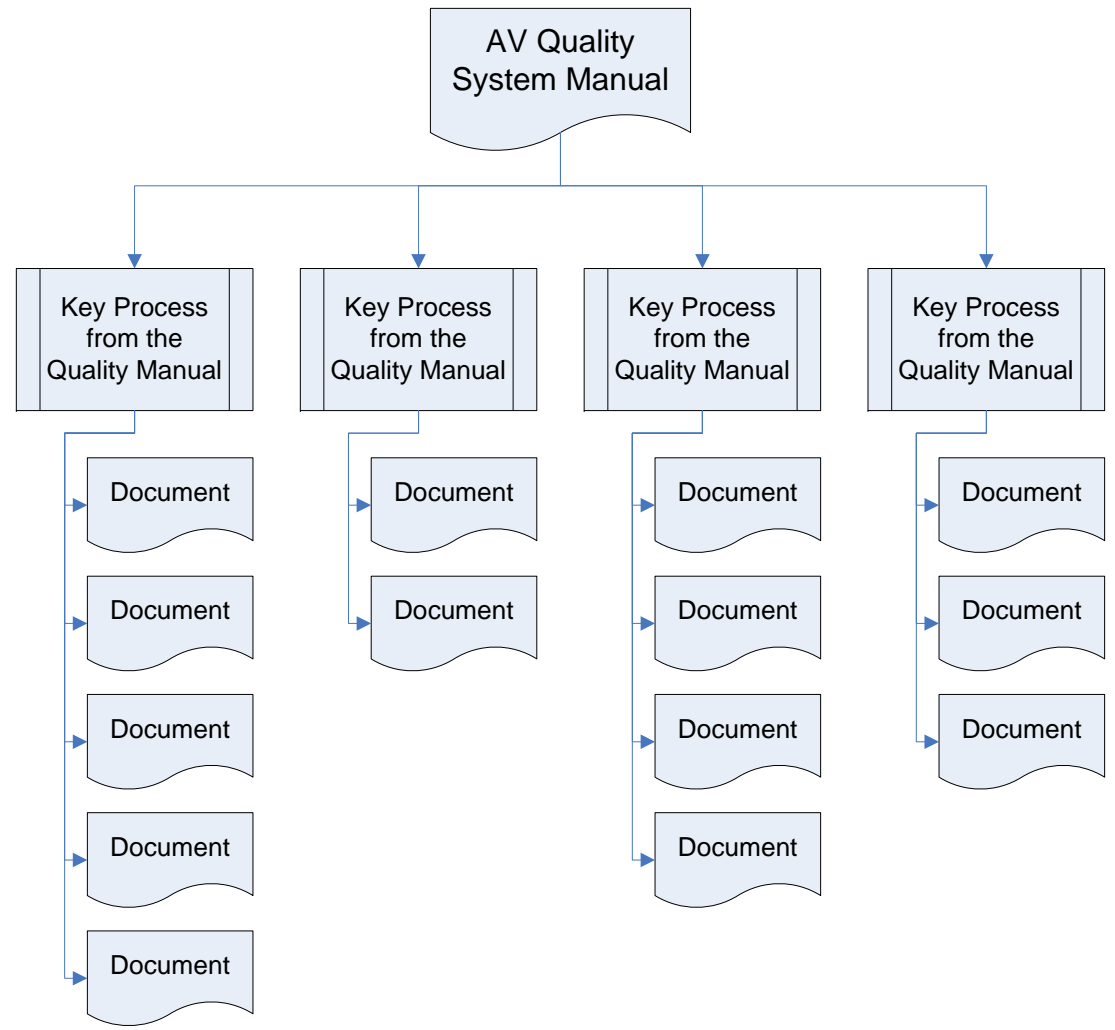 AV Quality
System Manual
Key Process
from the
Quality Manual
Key Process
from the
Quality Manual
Key Process
from the
Quality Manual
Key Process
from the
Quality Manual
Document
Document
Document
Document
Document
Document
Document
Document
Document
Document
Document
Document
Document
Document